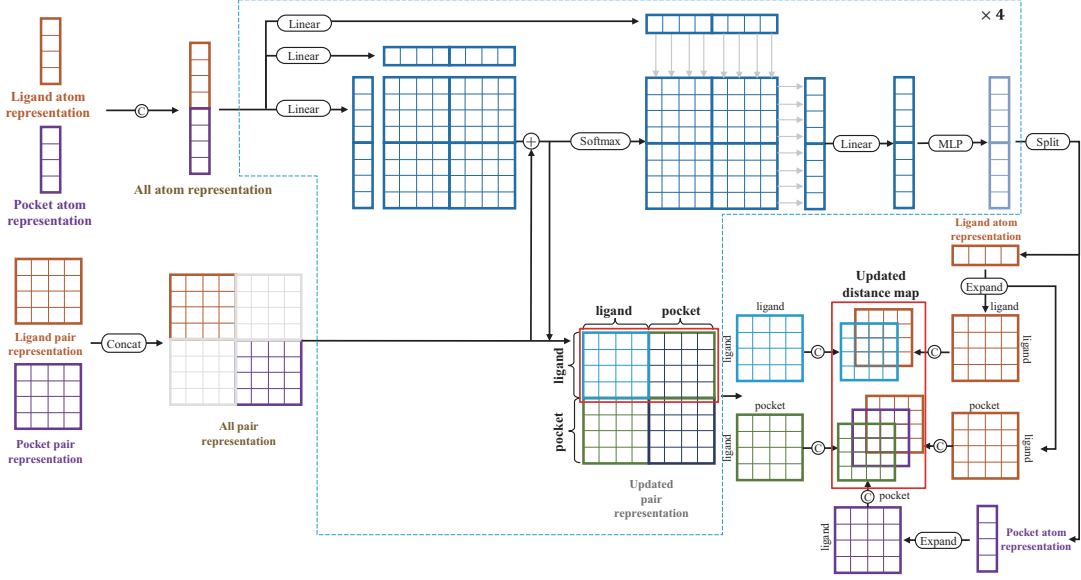 × 4
Linear
Linear
Linear
Ligand atom
representation
C
Pocket atom
representation
All atom representation
+
Softmax
Linear
MLP
Split
Ligand pair
representation
Concat
Pocket pair
representation
All pair
representation
ligand
pocket
ligand
pocket
Updated
pair
representation
Ligand atom
representation
Expand
Updated
distance map
ligand
ligand
C
C
ligand
ligand
pocket
ligand
C
C
pocket
ligand
C
pocket
ligand
Expand
Pocket atom
representation